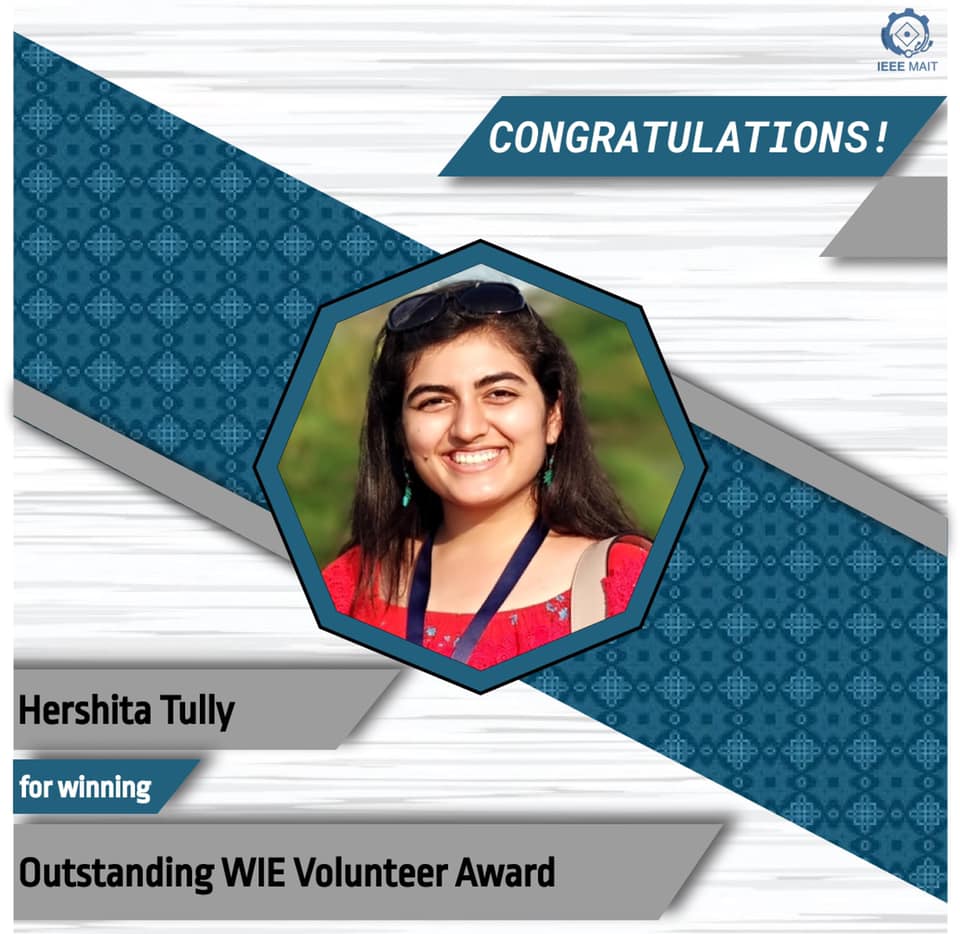 IEEE MAIT
CONGRATULATIONS!
Hershita Tully
for winning
Outstanding WIE Volunteer Award